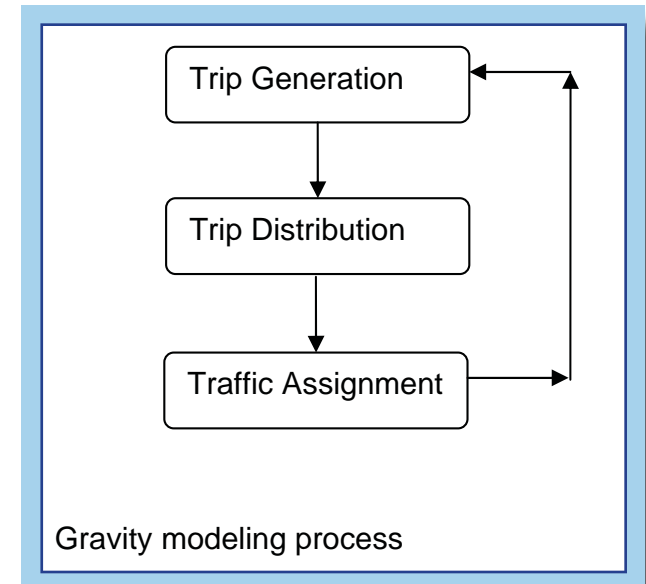 Trip Generation
Trip Distribution
Traffic Assignment
Gravity modeling process